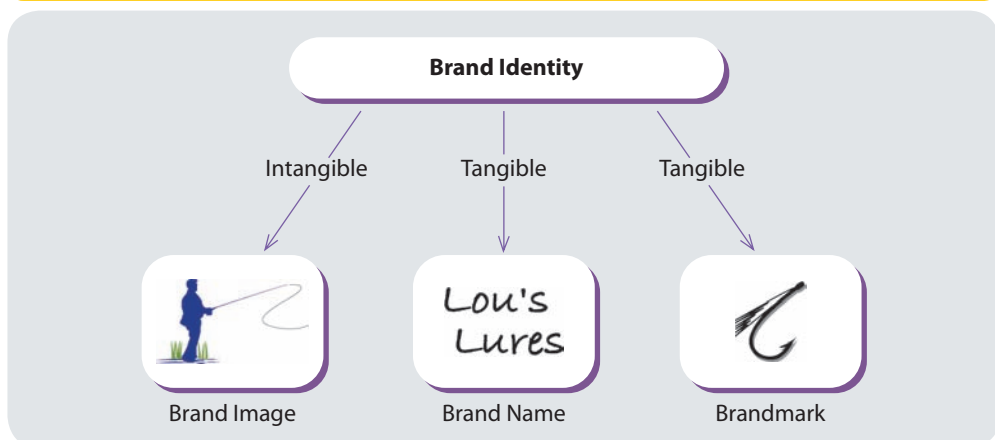 Brand Identity
Intangible
Tangible
Tangible
Lou's
Lures
Brand Image
Brand Name
Brandmark